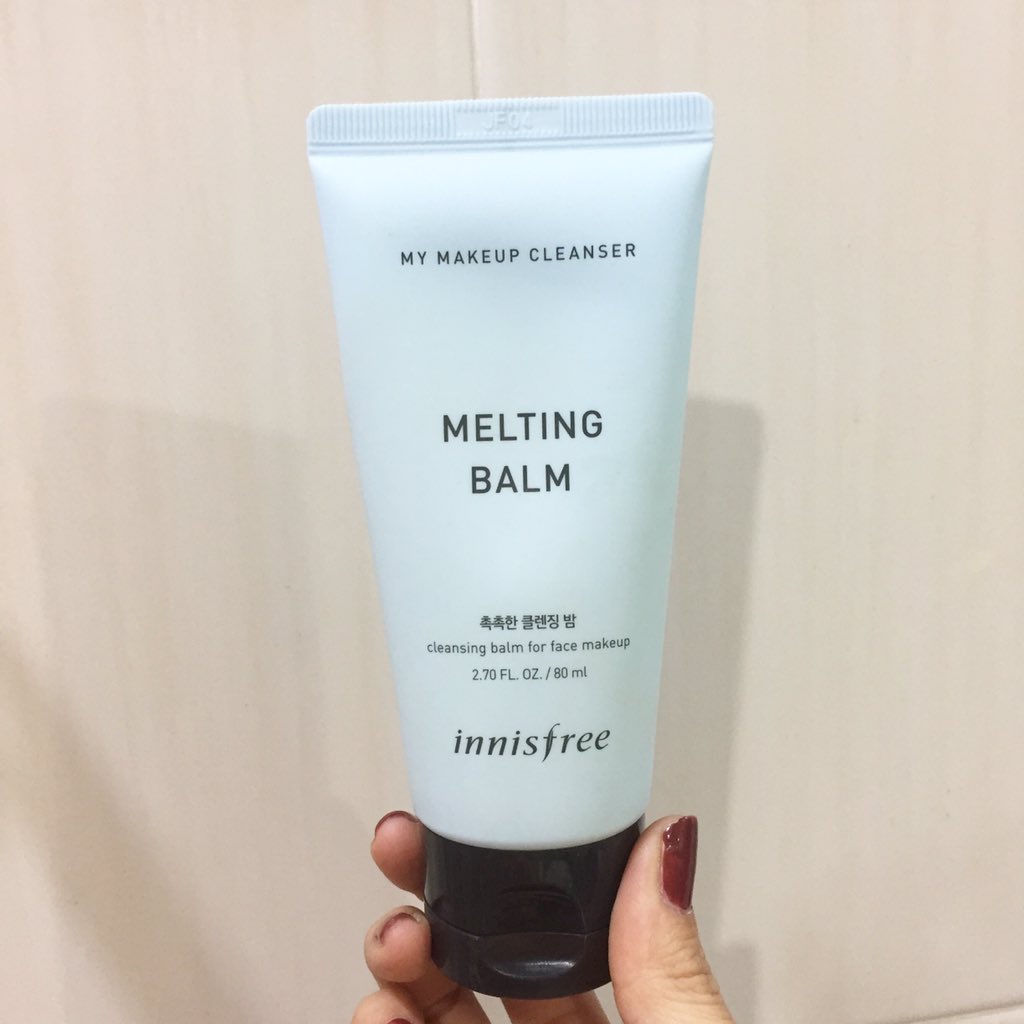 JF04
MY MAKEUP CLEANSER
MELTING
BALM
촉촉한 클렌징 밤
cleansing balm for face makeup
2.70 FL. OZ. / 80 ml
innisfree